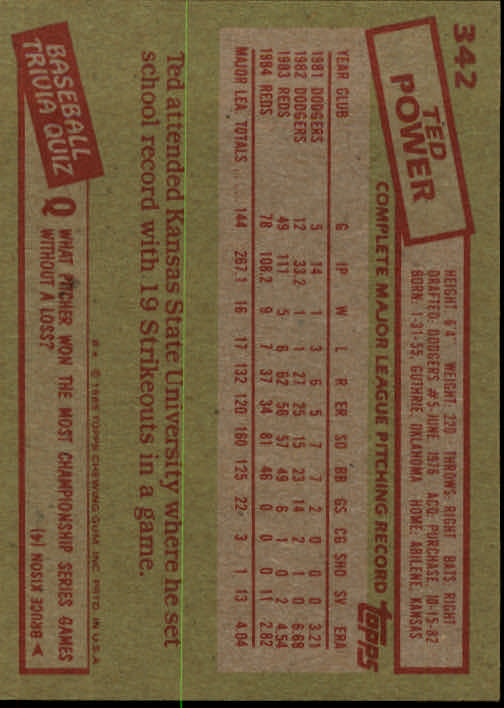 342
TED
POWER
HEIGHT: 6'4" WEIGHT: 220 THROWS: RIGHT BATS: RIGHT
DRAFTED: DODGERS #5-JUNE, 1976 ACQ: PURCHASE, 10-15-82
BORN: 1-31-55, GUTHRIE, OKLAHOMA HOME: ABILENE, KANSAS
COMPLETE MAJOR LEAGUE PITCHING RECORD topps
YEAR CLUB G IP W L R ER SO BB GS CG SHO SV ERA
1981 DODGERS 5 14 1 3 6 5 7 7 2 0 0 0 3.21
1982 DODGERS 12 33.2 1 1 27 25 15 23 14 2 1 0 6.68
1983 REDS 49 111 5 6 62 56 57 49 6 1 0 2 4.54
1984 REDS 78 108.2 9 7 37 34 81 46 0 0 0 11 2.82
MAJOR LEA. TOTALS 144 267.1 16 17 132 120 160 125 22 3 1 13 4.04
Ted attended Kansas State University where he set
school record with 19 Strikeouts in a game.
© 1985 TOPPS CHEWING GUM, INC. PRTD. IN U.S.A.
BASEBALL
TRIVIA QUIZ
Q WHAT PITCHER WON THE MOST CHAMPIONSHIP SERIES GAMES
WITHOUT A LOSS?
A BRUCE KISON (4)